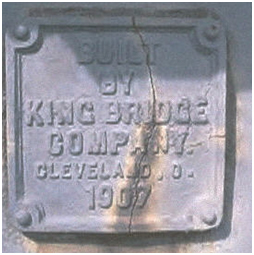 BUILT
BY
KING BRIDGE
COMPANY.
CLEVELAND, O.
1907